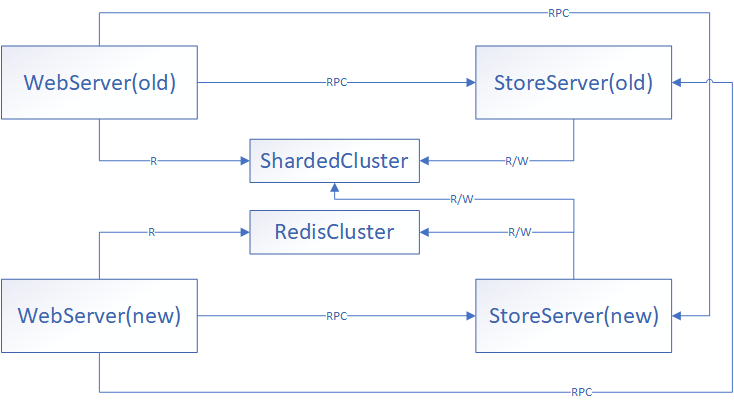 RPC
WebServer(old)
RPC
StoreServer(old)
R
ShardedCluster
R/W
R/W
R
RedisCluster
R/W
WebServer(new)
RPC
StoreServer(new)
RPC